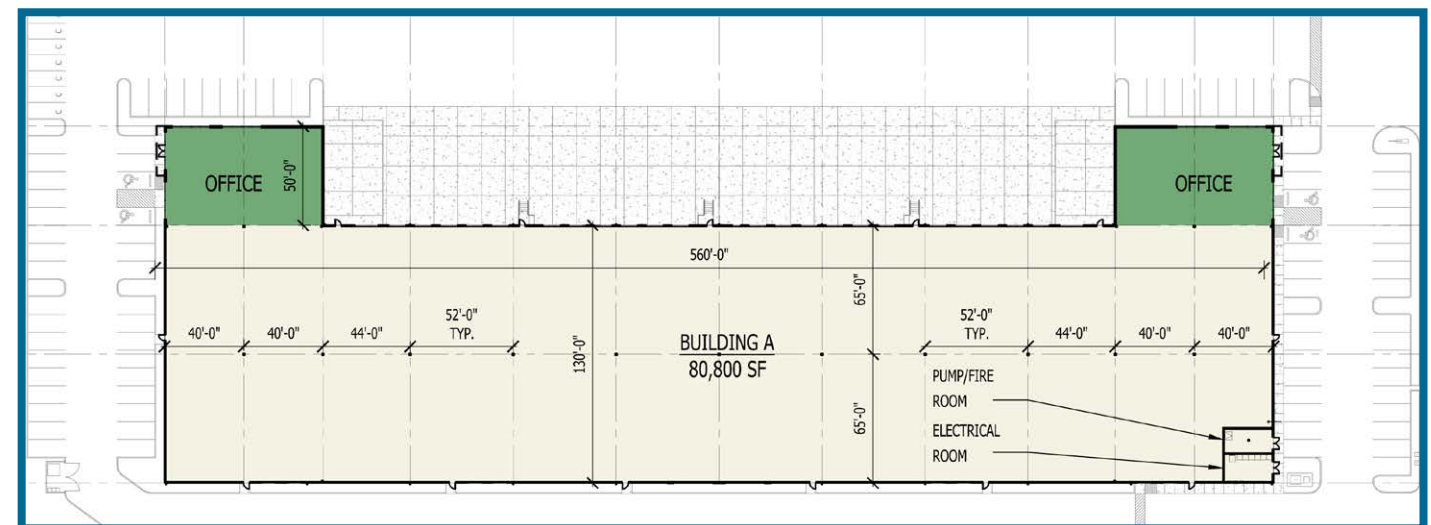 OFFICE
50'-0"
OFFICE
560'-0"
65'-0"
40'-0"
40'-0"
44'-0"
52'-0"
TYP.
130'-0"
BUILDING A
80,800 SF
52'-0"
TYP.
44'-0"
40'-0"
40'-0"
65'-0"
PUMP/FIRE
ROOM
ELECTRICAL
ROOM